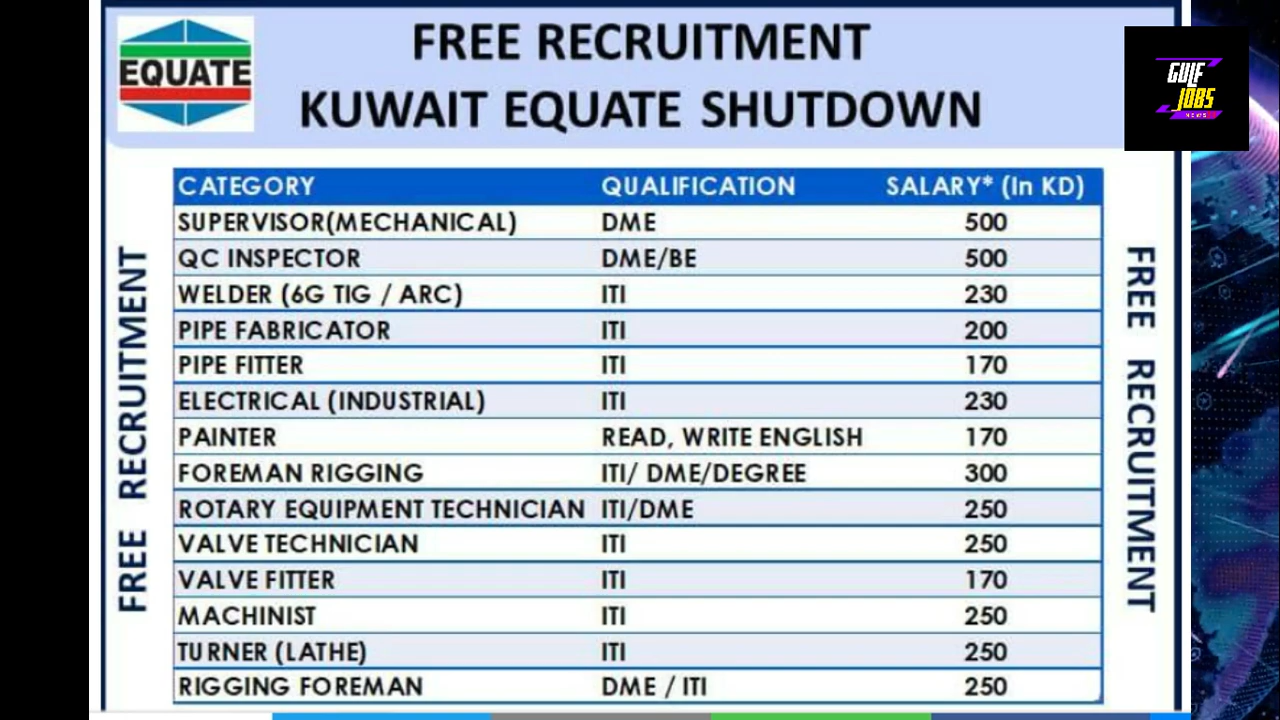 EQUATE
FREE RECRUITMENT
KUWAIT EQUATE SHUTDOWN
GULF
JOBS
NEWS
FREE RECRUITMENT
CATEGORY QUALIFICATION SALARY* (In KD)
SUPERVISOR(MECHANICAL) DME 500
QC INSPECTOR DME/BE 500
WELDER (6G TIG / ARC) ITI 230
PIPE FABRICATOR ITI 200
PIPE FITTER ITI 170
ELECTRICAL (INDUSTRIAL) ITI 230
PAINTER READ, WRITE ENGLISH 170
FOREMAN RIGGING ITI/ DME/DEGREE 300
ROTARY EQUIPMENT TECHNICIAN ITI/DME 250
VALVE TECHNICIAN ITI 250
VALVE FITTER ITI 170
MACHINIST ITI 250
TURNER (LATHE) ITI 250
RIGGING FOREMAN DME / ITI 250
FREE RECRUITMENT